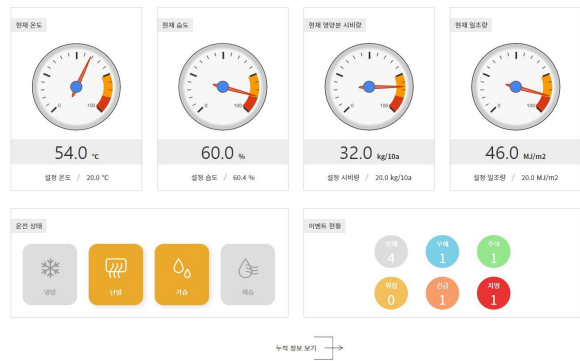 현재 온도
현재 습도
현재 영양분 시비량
현재 일조량
0 100
0 100
0 100
0 100
54.0 °C
60.0 %
32.0 kg/10a
46.0 MJ/m2
설정 온도 / 20.0 °C
설정 습도 / 60.4 %
설정 시비량 / 20.0 kg/10a
설정 일조량 / 20.0 MJ/m2
운전 상태
이벤트 현황
전체
4
무해
1
주의
1
냉방
난방
가습
제습
위험
0
긴급
1
치명
1
누적 정보 보기